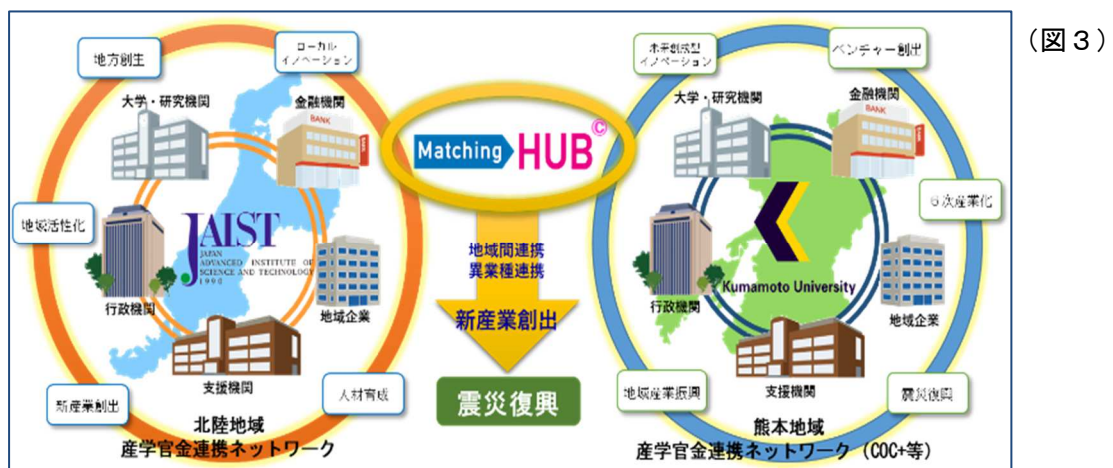 (図3)
地方創生
ローカル
イノベーション
大学・研究機関
金融機関
BANK
BANK
地域活性化
JAIST
JAPAN
ADVANCED INSTITUTE OF
SCIENCE AND TECHNOLOGY
1990
行政機関
地域企業
支援機関
新産業創出
人材育成
北陸地域
産学官金連携ネットワーク
Matching HUB©
地域間連携
異業種連携
新産業創出
震災復興
未来創成型
イノベーション
ベンチャー創出
大学・研究機関
金融機関
BANK
BANK
6次産業化
Kumamoto University
行政機関
地域企業
支援機関
地域産業振興
震災復興
熊本地域
産学官金連携ネットワーク(COC+等)